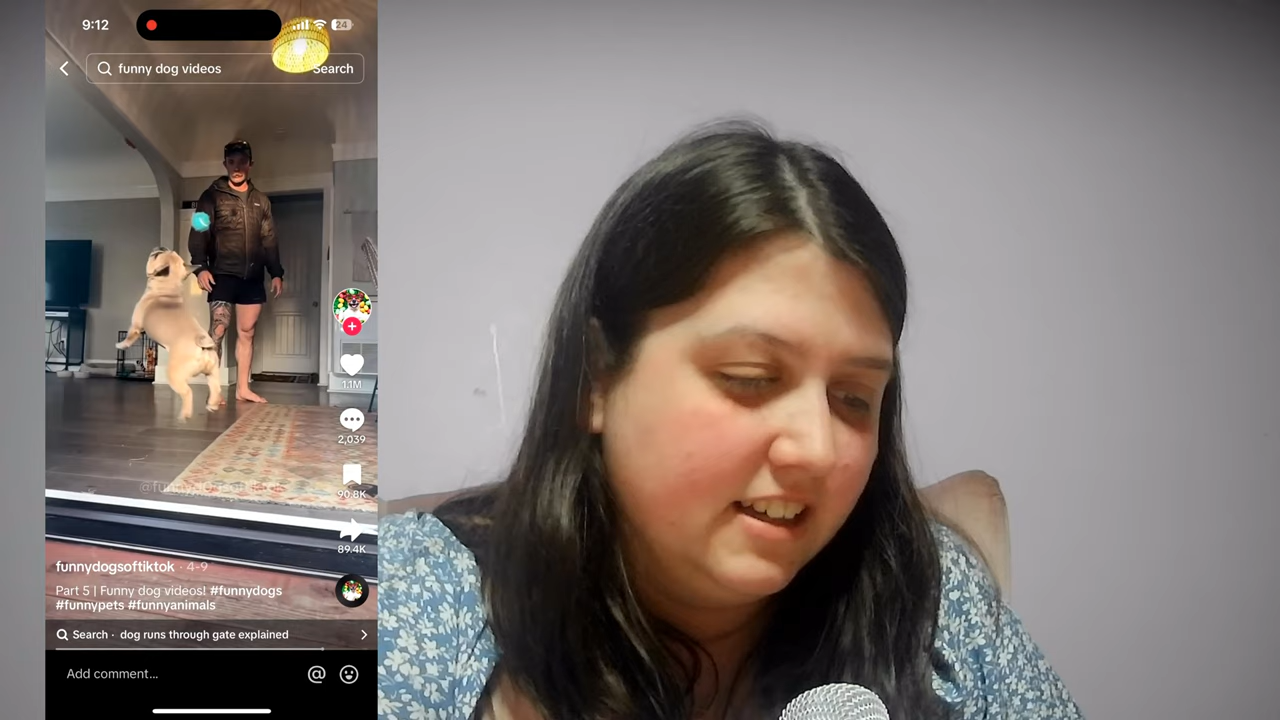 9:12
24
funny dog videos
Search
1.1M
2,039
90.8K
89.4K
funnydogsoftiktok · 4-9
Part 5 | Funny dog videos! #funnydogs
#funnypets #funnyanimals
Search · dog runs through gate explained
Add comment...